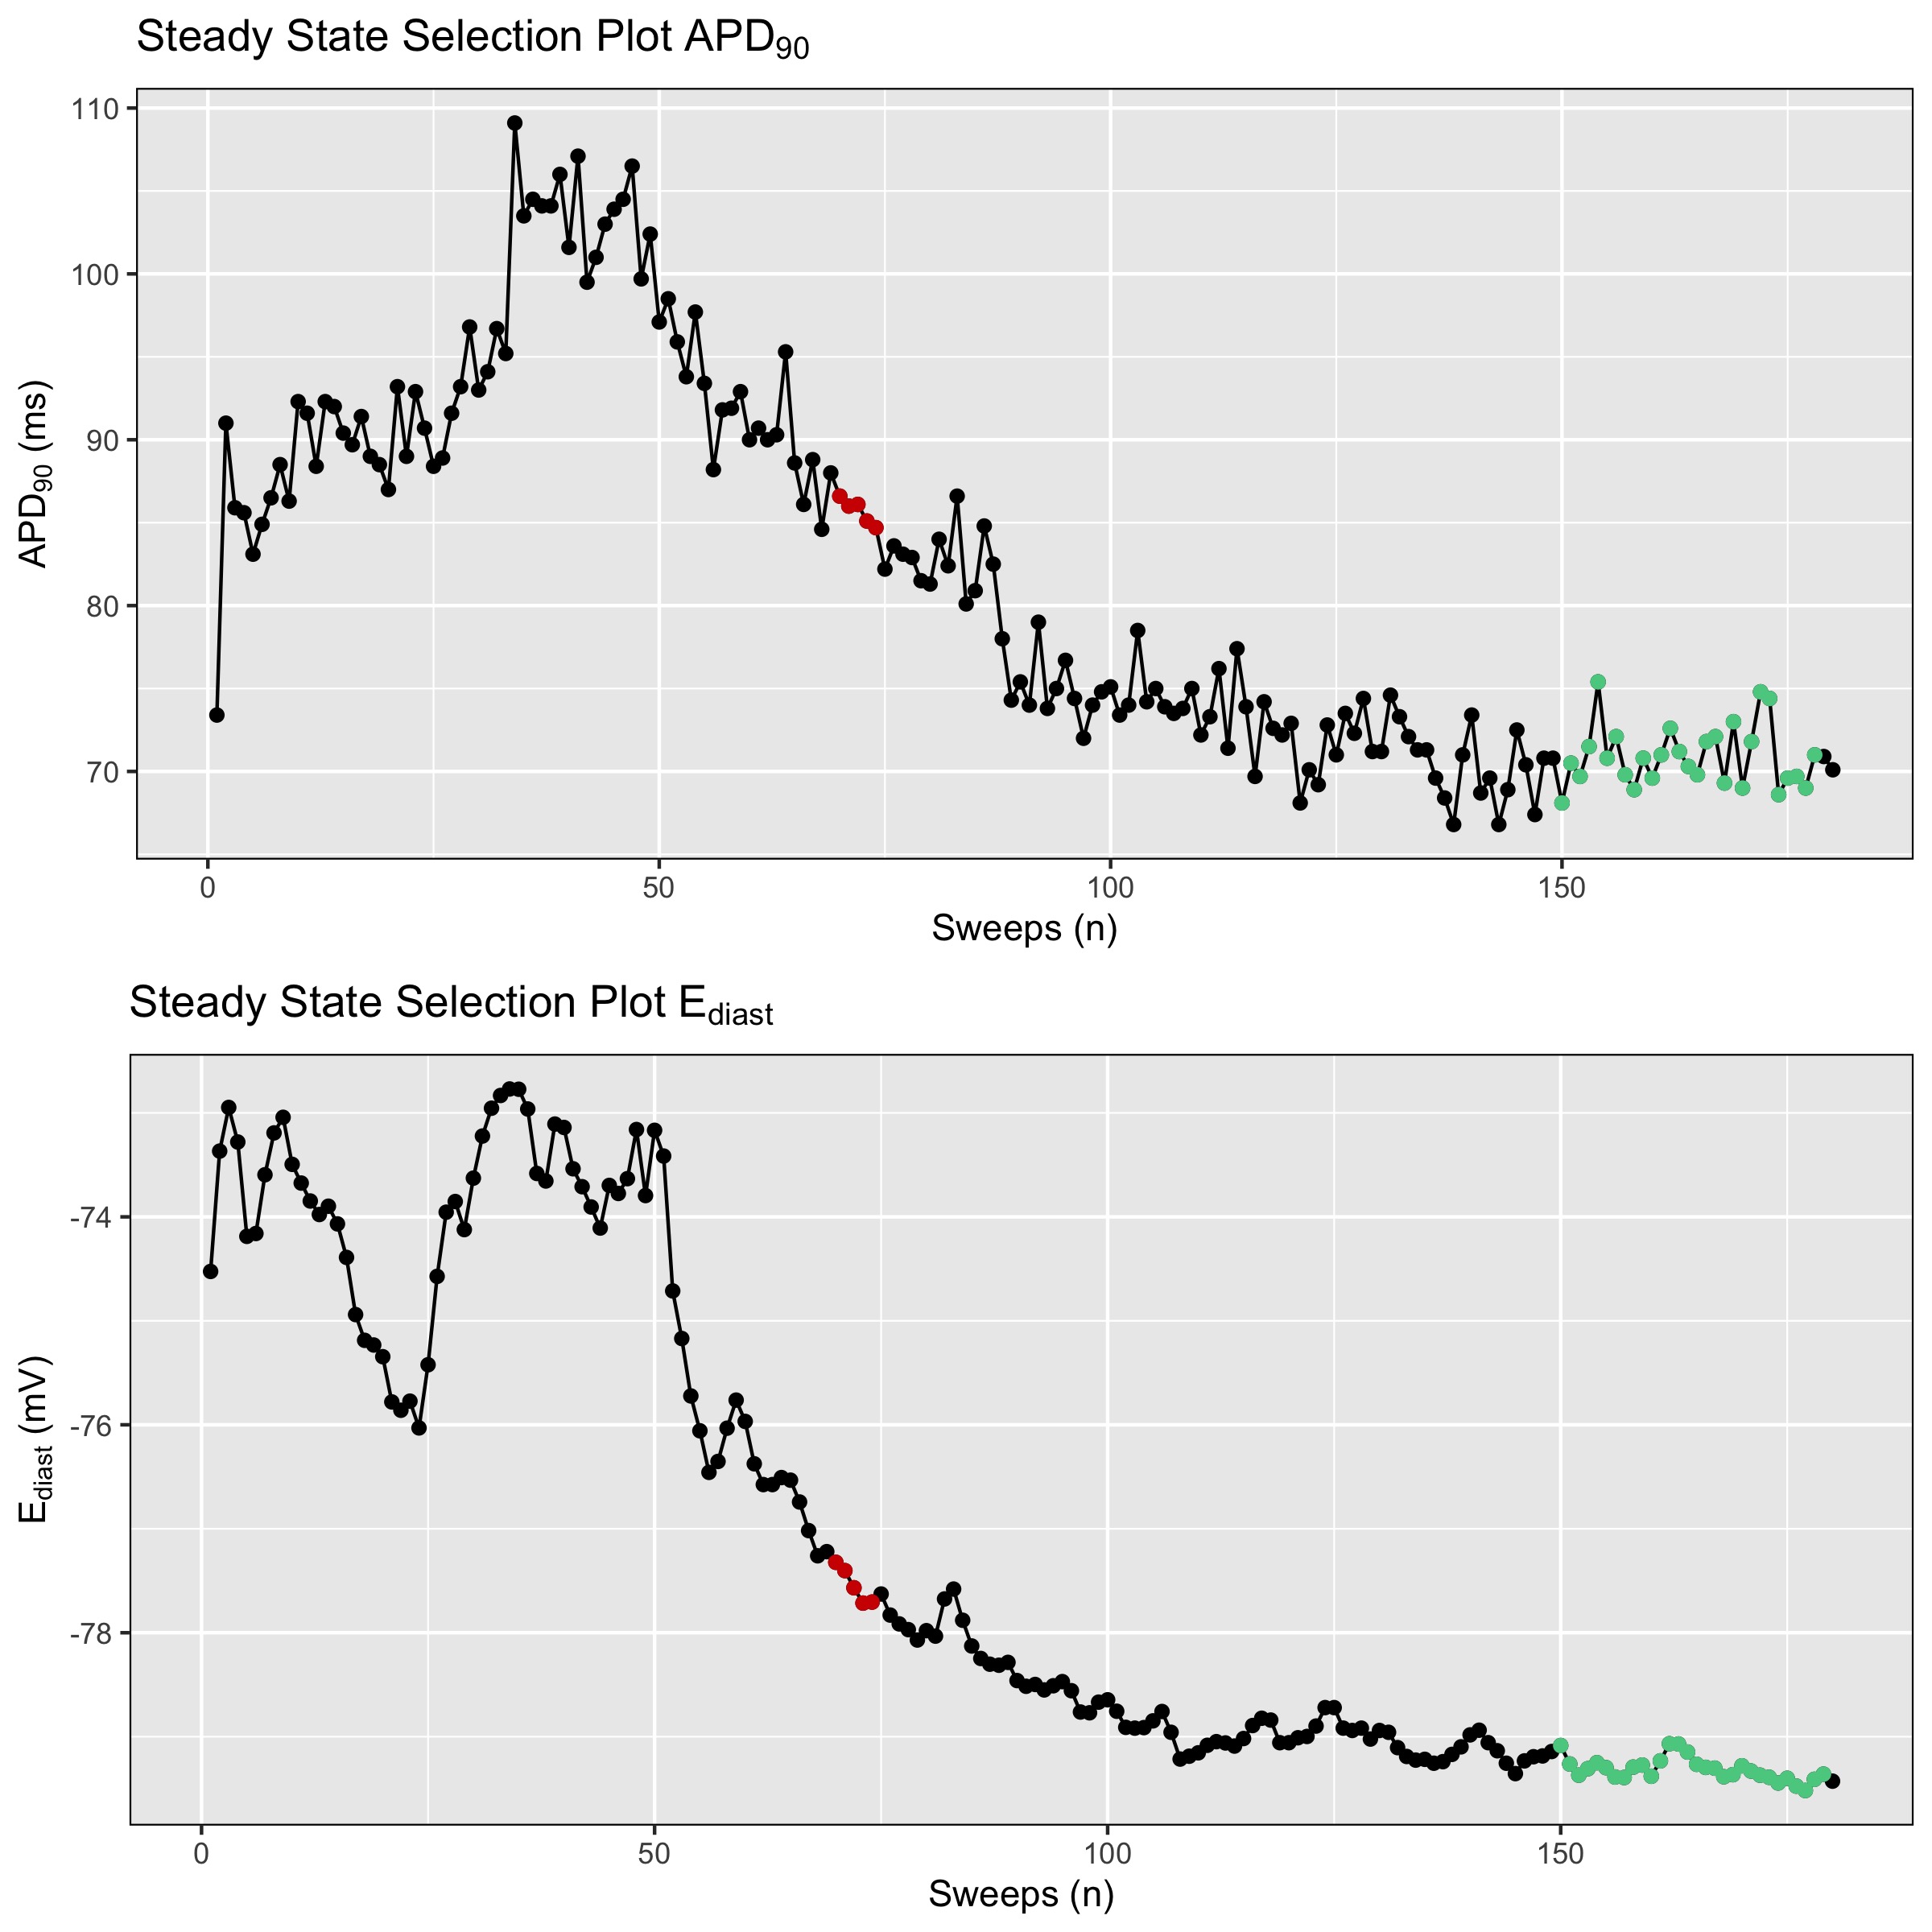 Steady State Selection Plot APD90
110
100
90
80
70
APD90 (ms)
0 50 100 150
Sweeps (n)
Steady State Selection Plot Ediast
-74
-76
-78
Ediast (mV)
0 50 100 150
Sweeps (n)